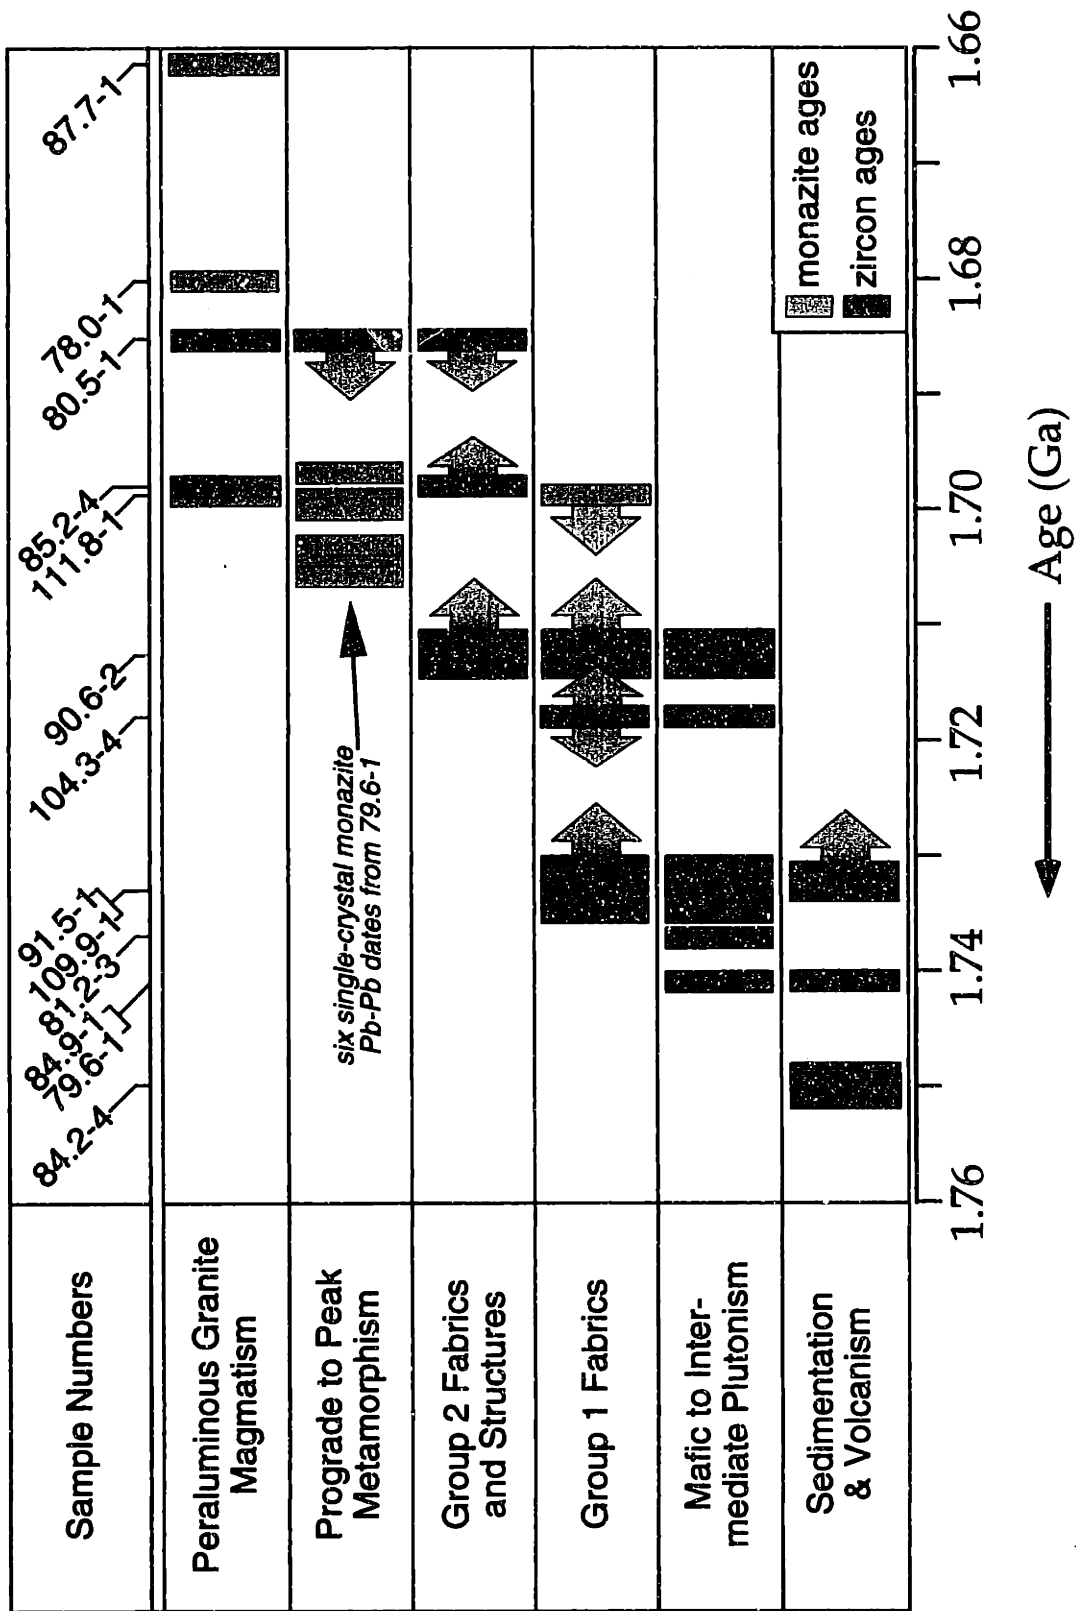 Sample Numbers
84.2-4
79.6-1
84.9-1
81.2-3
109.9-1
91.5-1
104.3-4
90.6-2
111.8-1
85.2-4
80.5-1
78.0-1
87.7-1
Peraluminous Granite
Magmatism
Prograde to Peak
Metamorphism
six single-crystal monazite
Pb-Pb dates from 79.6-1
Group 2 Fabrics
and Structures
Group 1 Fabrics
Mafic to Inter-
mediate Plutonism
Sedimentation
& Volcanism
monazite ages
zircon ages
1.76
1.74
1.72
1.70
1.68
1.66
Age (Ga)